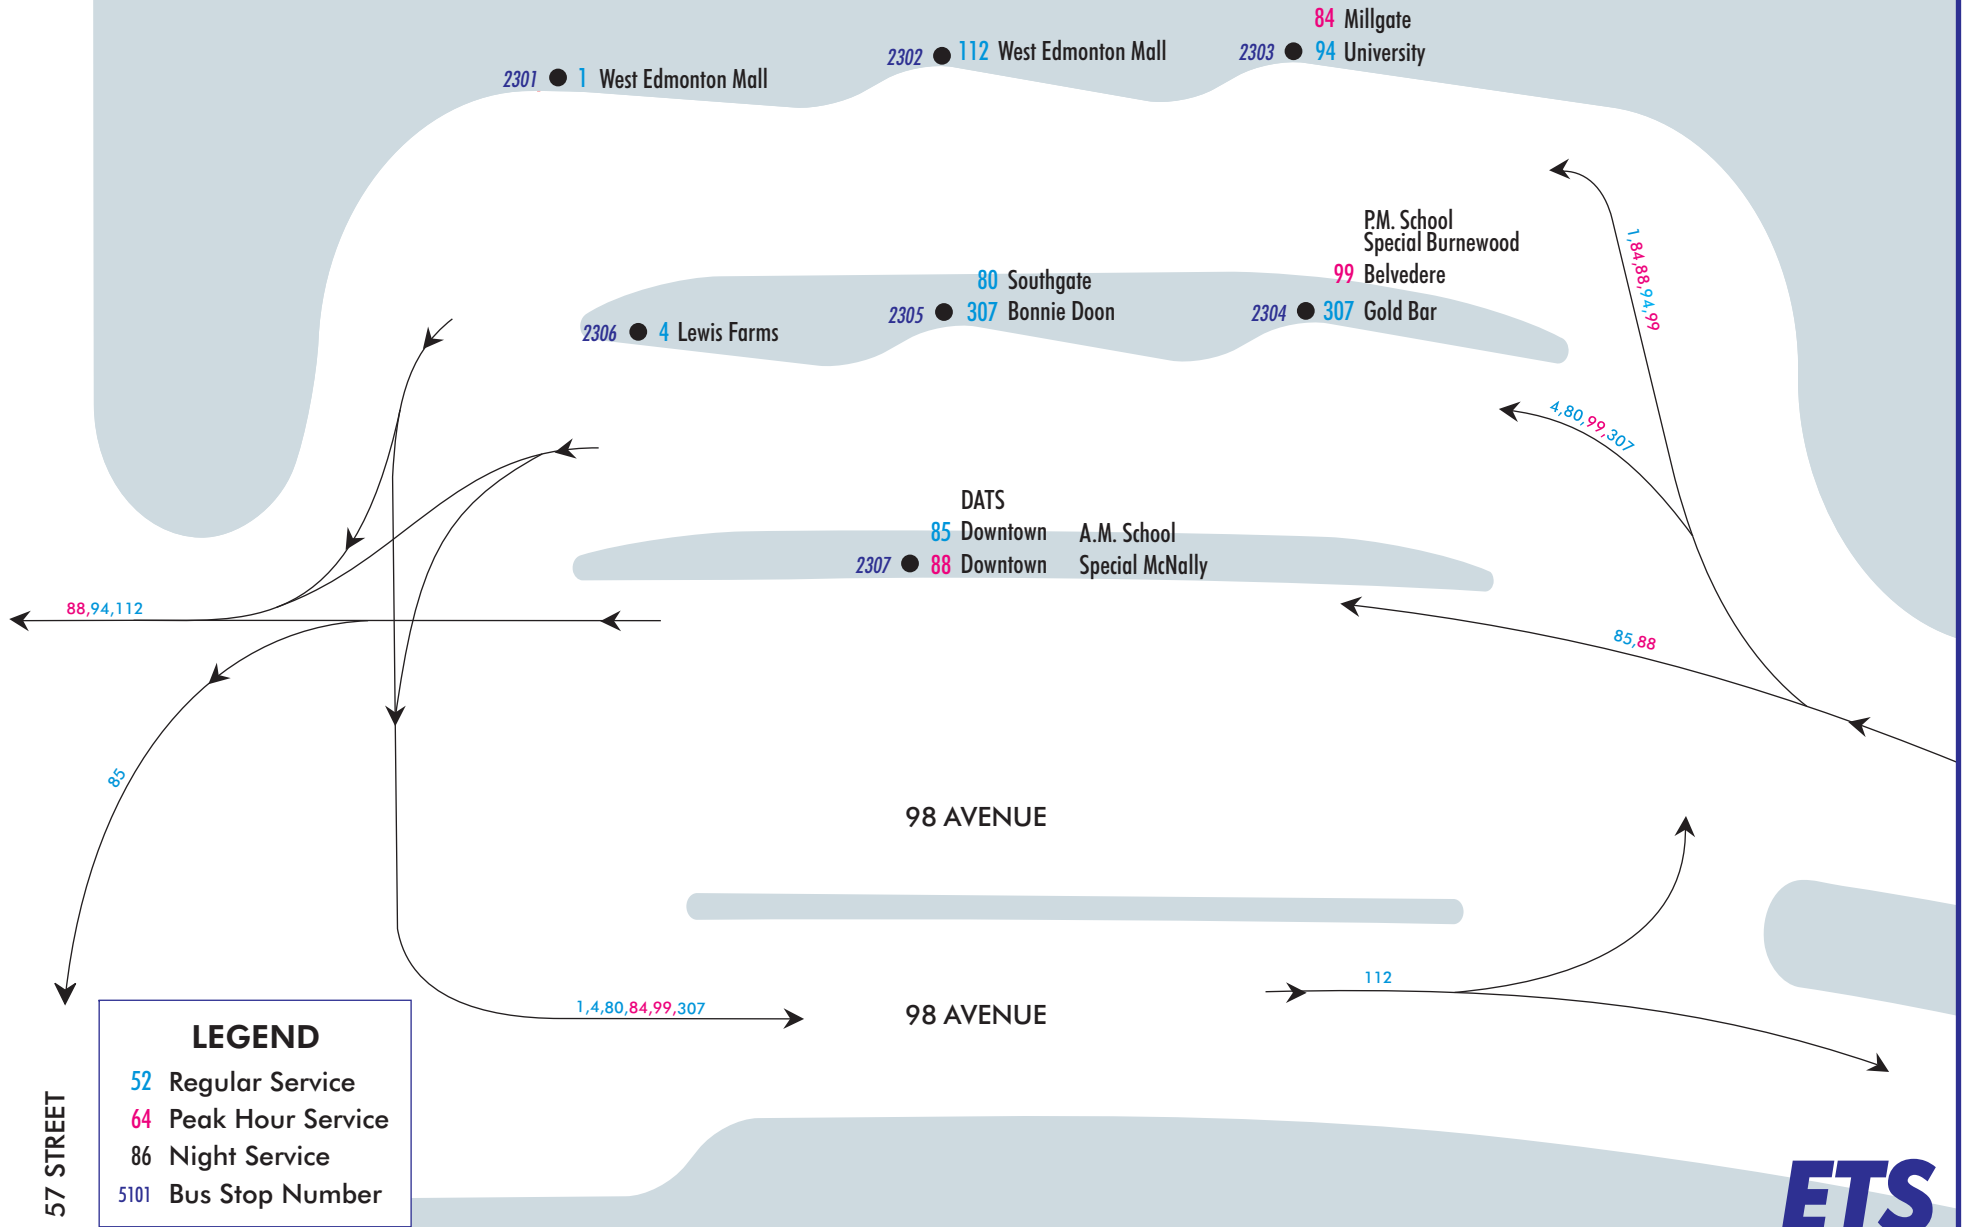 84 Millgate
2301 1 West Edmonton Mall
2302 112 West Edmonton Mall
2303 94 University
1,84,88,94,99
P.M. School
Special Burnewood
99 Belvedere
80 Southgate
2306 4 Lewis Farms
2305 307 Bonnie Doon
2304 307 Gold Bar
4,80,99,307
DATS
85 Downtown A.M. School
2307 88 Downtown Special McNally
88,94,112
85,88
85
98 AVENUE
112
1,4,80,84,99,307
98 AVENUE
57 STREET
LEGEND
52 Regular Service
64 Peak Hour Service
86 Night Service
5101 Bus Stop Number
ETS